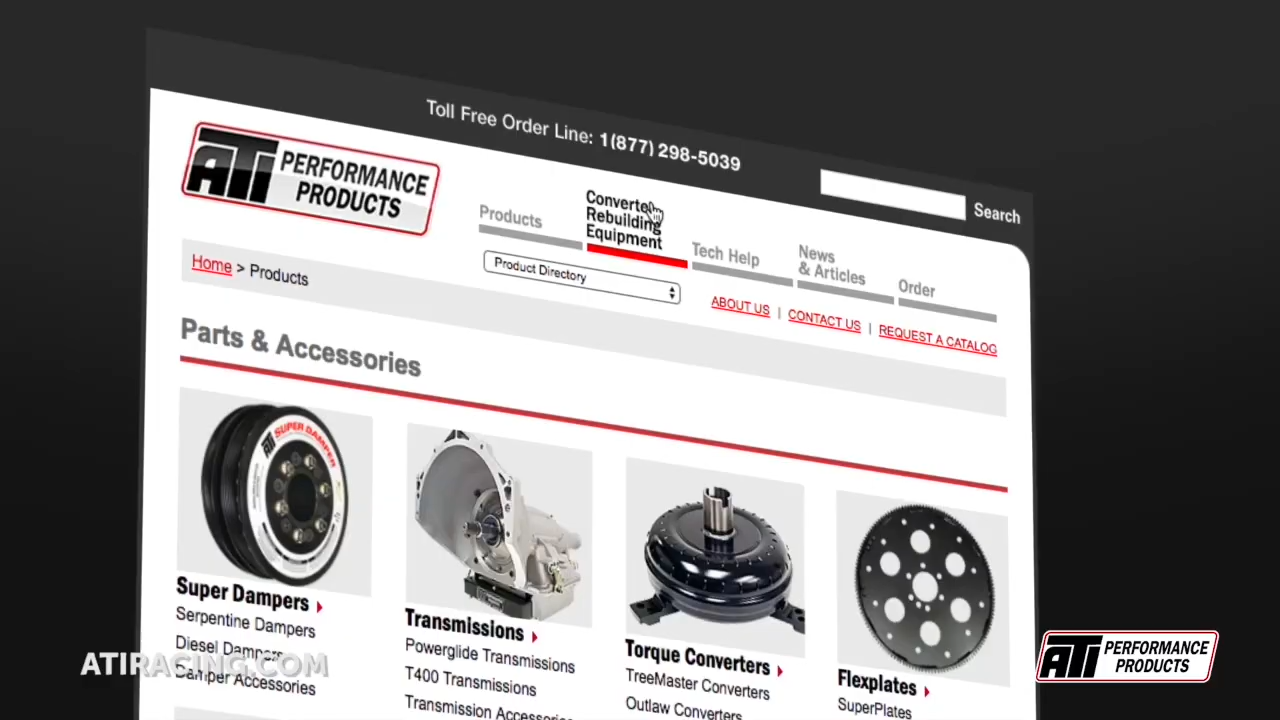 Toll Free Order Line: 1(877) 298-5039
Search
ATI PERFORMANCE
PRODUCTS
Products
Converter
Rebuilding
Equipment
Tech Help
News
& Articles
Order
Product Directory
ABOUT US | CONTACT US | REQUEST A CATALOG
Home > Products
Parts & Accessories
ATI SUPER DAMPER
Super Dampers
Serpentine Dampers
Diesel Dampers
Damper Accessories
Transmissions
Powerglide Transmissions
T400 Transmissions
Transmission Accessories
Torque Converters
TreeMaster Converters
Outlaw Converters
Flexplates
SuperPlates
ATIRACING.COM
ATI PERFORMANCE
PRODUCTS